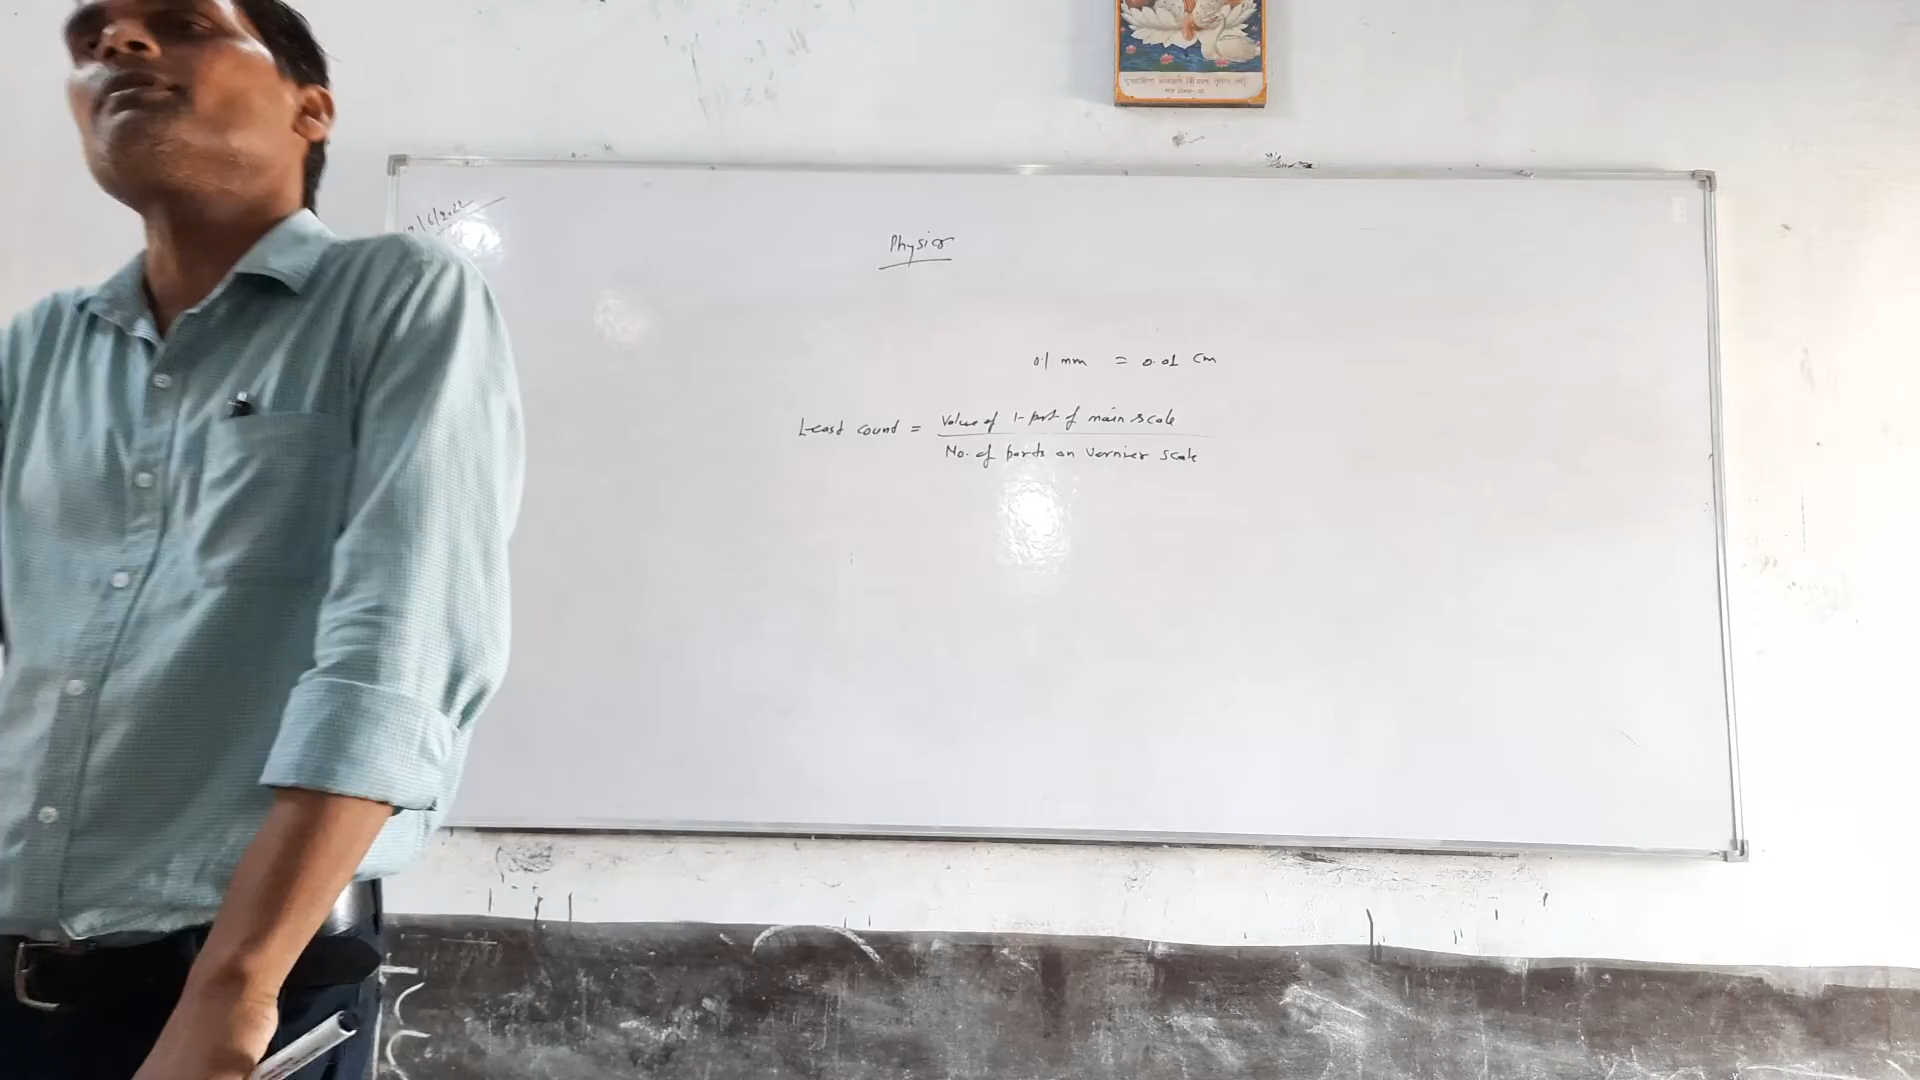 Physics
0.1 mm = 0.01 cm
Least count = Value of 1-part of main scale
No. of parts on vernier scale